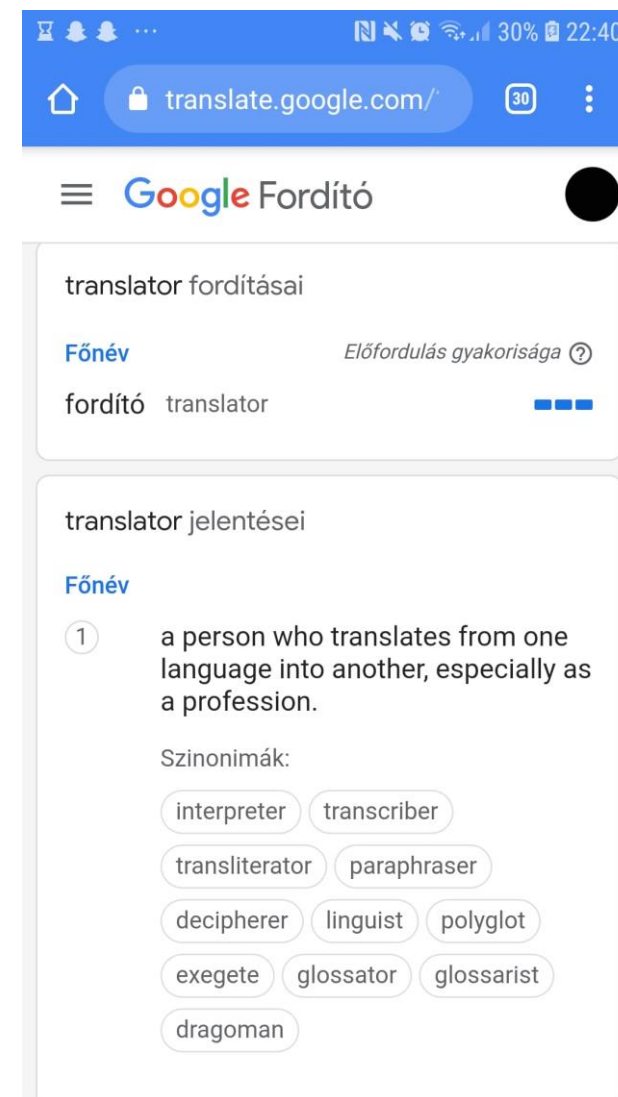 30% 22:40
translate.google.com/ 30
Google Fordító
translator fordításai
Főnév Előfordulás gyakorisága ?
fordító translator
translator jelentései
Főnév
1 a person who translates from one
language into another, especially as
a profession.
Szinonimák:
interpreter transcriber
transliterator paraphraser
decipherer linguist polyglot
exegete glossator glossarist
dragoman